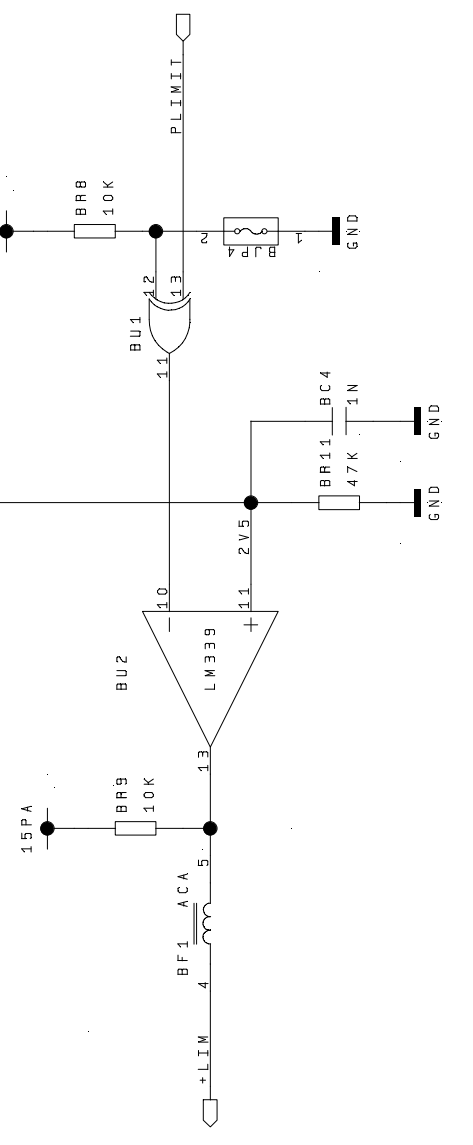 PLIMIT
BR8
10K
GND
2
1
BJP4
12
13
BU1
11
BC4
1N
GND
BR11
47K
GND
2V5
10
11
BU2
LM339
13
BR9
10K
15PA
5
BF1 ACA
4
+LIM